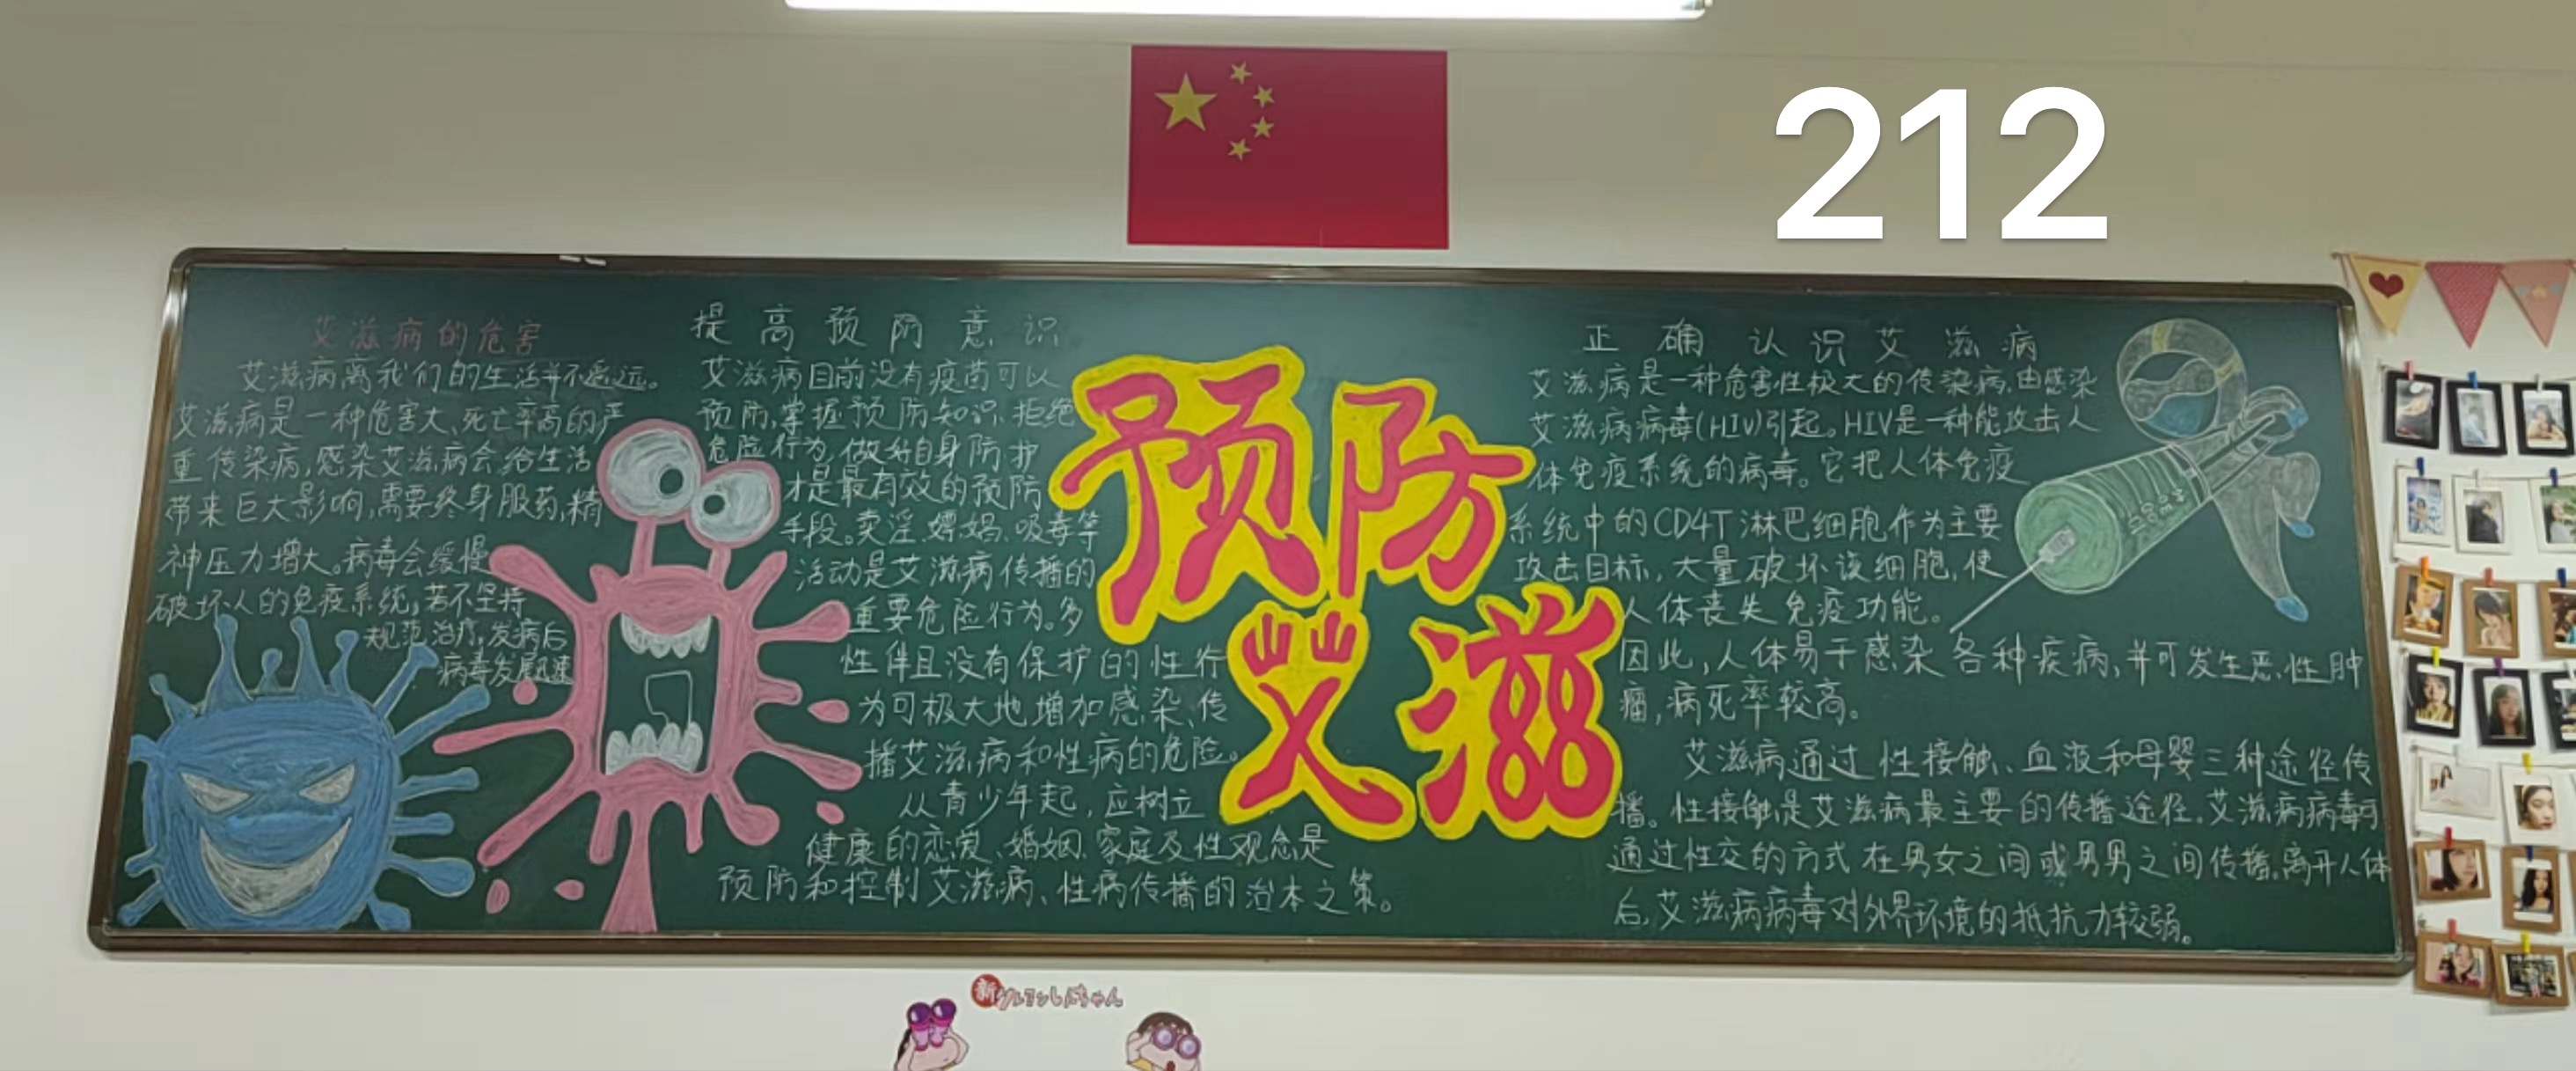 212
艾滋病的危害
艾滋病离我们的生活并不遥远。
艾滋病是一种危害大、死亡率高的严
重传染病,感染艾滋病会给生活
带来巨大影响,需要终身服药,精
神压力增大。病毒会缓慢
破坏人的免疫系统,若不坚持
规范治疗,发病后
病毒发展迅速
提高预防意识
艾滋病目前没有疫苗可以
预防,掌握预防知识、拒绝
危险行为,做好自身防护
才是最有效的预防
手段。卖淫、嫖娼、吸毒等
活动是艾滋病传播的
重要危险行为。多
性伴且没有保护的性行
为可极大地增加感染、传
播艾滋病和性病的危险。
从青少年起,应树立
健康的恋爱、婚姻、家庭及性观念是
预防和控制艾滋病、性病传播的治本之策。
预防
艾滋
正确认识艾滋病
艾滋病是一种危害性极大的传染病,由感染
艾滋病病毒(HIV)引起。HIV是一种能攻击人
体免疫系统的病毒。它把人体免疫
系统中的CD4T淋巴细胞作为主要
攻击目标,大量破坏该细胞,使
人体丧失免疫功能。
因此,人体易于感染各种疾病,并可发生恶性肿
瘤,病死率较高。
艾滋病通过性接触、血液和母婴三种途径传
播。性接触是艾滋病最主要的传播途径。艾滋病病毒可
通过性交的方式在男女之间或男男之间传播。离开人体
后,艾滋病病毒对外界环境的抵抗力较弱。
新クレヨンしんちゃん